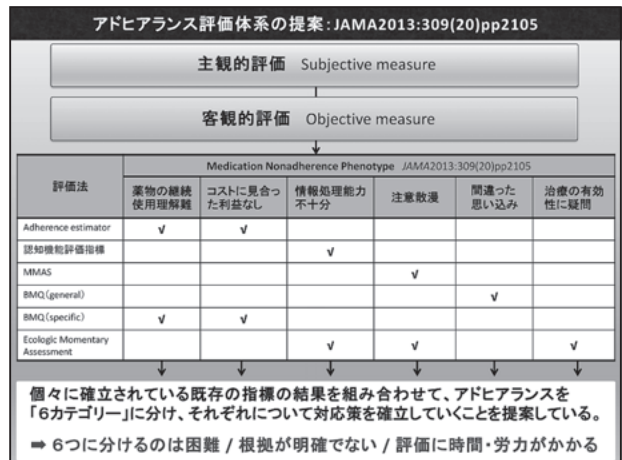 アドヒアランス評価体系の提案：JAMA2013:309(20)pp2105
主観的評価 Subjective measure
客観的評価 Objective measure
評価法
Medication Nonadherence Phenotype JAMA2013:309(20)pp2105
薬物の継続
使用理解難
コストに見合っ
た利益なし
情報処理能力
不十分
注意散漫
間違った
思い込み
治療の有効
性に疑問
Adherence estimator √ √
認知機能評価指標 √
MMAS √
BMQ(general) √
BMQ(specific) √ √
Ecologic Momentary
Assessment √ √ √
個々に確立されている既存の指標の結果を組み合わせて、アドヒアランスを
「6カテゴリー」に分け、それぞれについて対応策を確立していくことを提案している。
➡ 6つに分けるのは困難 / 根拠が明確でない / 評価に時間・労力がかかる